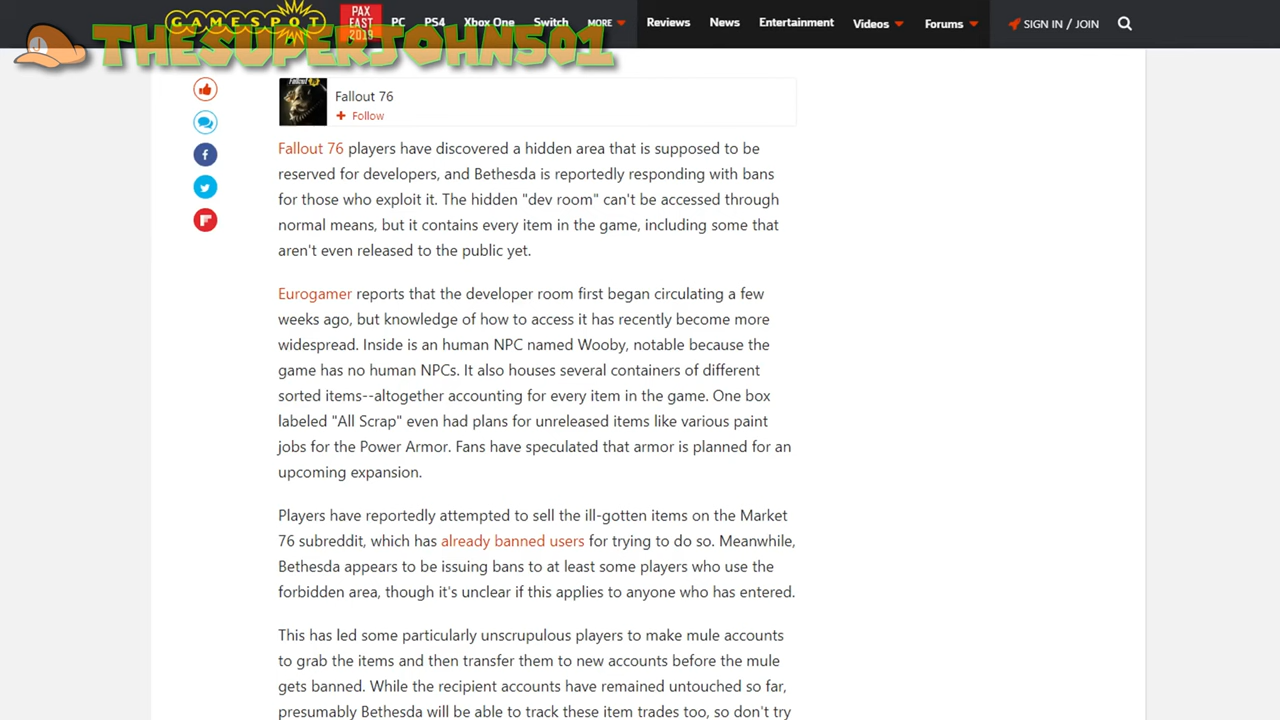 GAMESPOT
PAX
EAST
2019
PC PS4 Xbox One Switch MORE
Reviews News Entertainment Videos Forums
SIGN IN / JOIN
THESUPERJOHN501
Fallout 76
+ Follow
Fallout 76 players have discovered a hidden area that is supposed to be
reserved for developers, and Bethesda is reportedly responding with bans
for those who exploit it. The hidden "dev room" can't be accessed through
normal means, but it contains every item in the game, including some that
aren't even released to the public yet.
Eurogamer reports that the developer room first began circulating a few
weeks ago, but knowledge of how to access it has recently become more
widespread. Inside is an human NPC named Wooby, notable because the
game has no human NPCs. It also houses several containers of different
sorted items--altogether accounting for every item in the game. One box
labeled "All Scrap" even had plans for unreleased items like various paint
jobs for the Power Armor. Fans have speculated that armor is planned for an
upcoming expansion.
Players have reportedly attempted to sell the ill-gotten items on the Market
76 subreddit, which has already banned users for trying to do so. Meanwhile,
Bethesda appears to be issuing bans to at least some players who use the
forbidden area, though it's unclear if this applies to anyone who has entered.
This has led some particularly unscrupulous players to make mule accounts
to grab the items and then transfer them to new accounts before the mule
gets banned. While the recipient accounts have remained untouched so far,
presumably Bethesda will be able to track these item trades too, so don't try